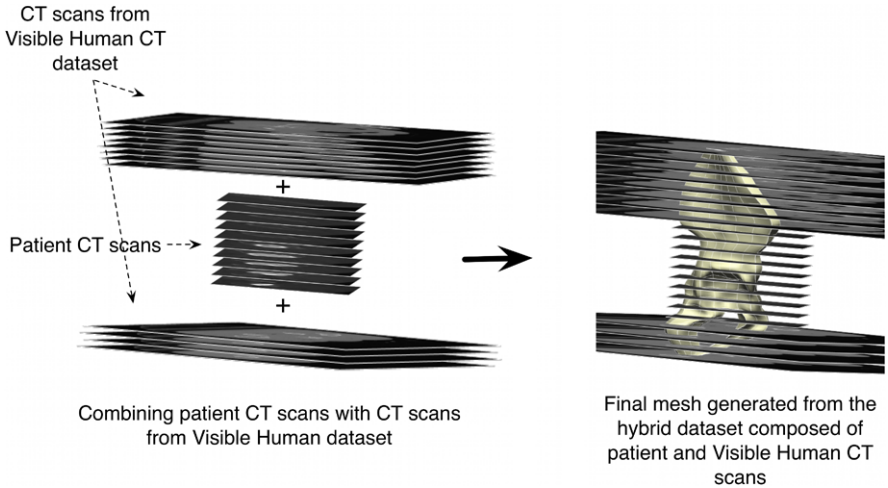 CT scans from
Visible Human CT
dataset
+
Patient CT scans
+
Combining patient CT scans with CT scans
from Visible Human dataset
Final mesh generated from the
hybrid dataset composed of
patient and Visible Human CT
scans